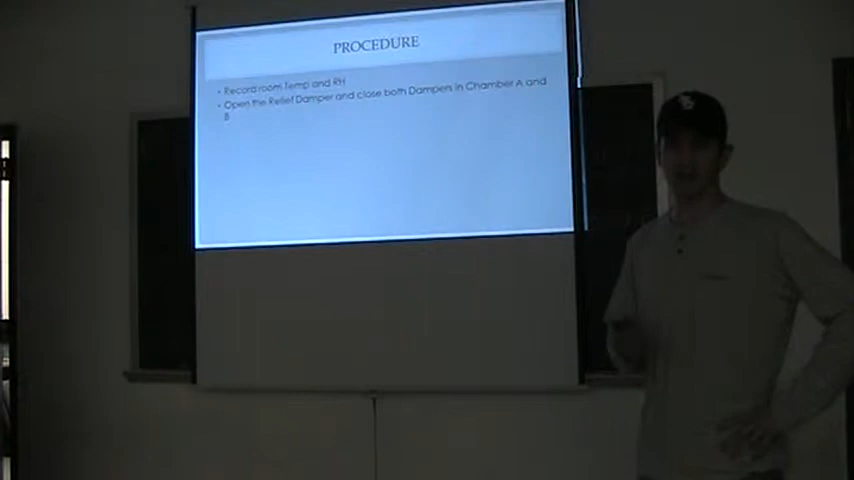 PROCEDURE
Record room Temp and RH
Open the Relief Damper and close both Dampers in Chamber A and
B